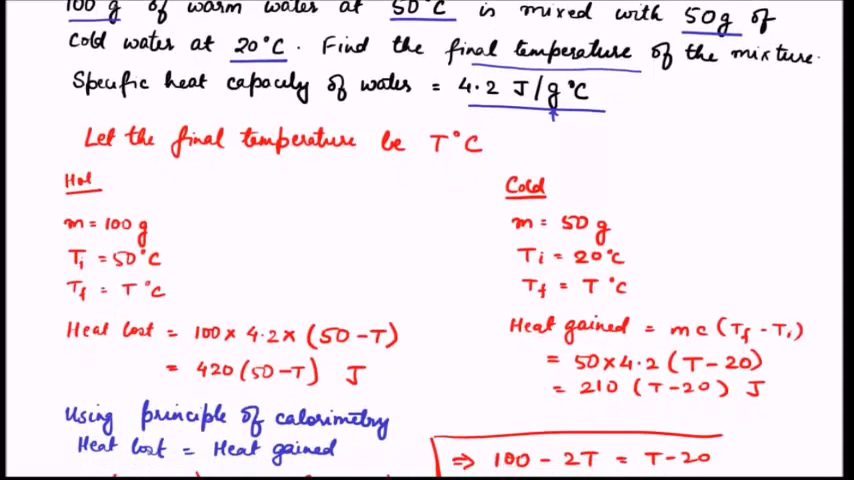 100 g of warm water at 50°C is mixed with 50g of
cold water at 20°C. Find the final temperature of the mixture.
Specific heat capacity of water = 4.2 J/g°C
Let the final temperature be T°C
Hot
m = 100 g
Ti = 50°C
Tf = T°C
Heat lost = 100 × 4.2 × (50 - T)
= 420 (50 - T) J
Cold
m = 50 g
Ti = 20°C
Tf = T°C
Heat gained = mc (Tf - Ti)
= 50 × 4.2 (T - 20)
= 210 (T - 20) J
Using principle of calorimetry
Heat lost = Heat gained
⇒ 100 - 2T = T - 20